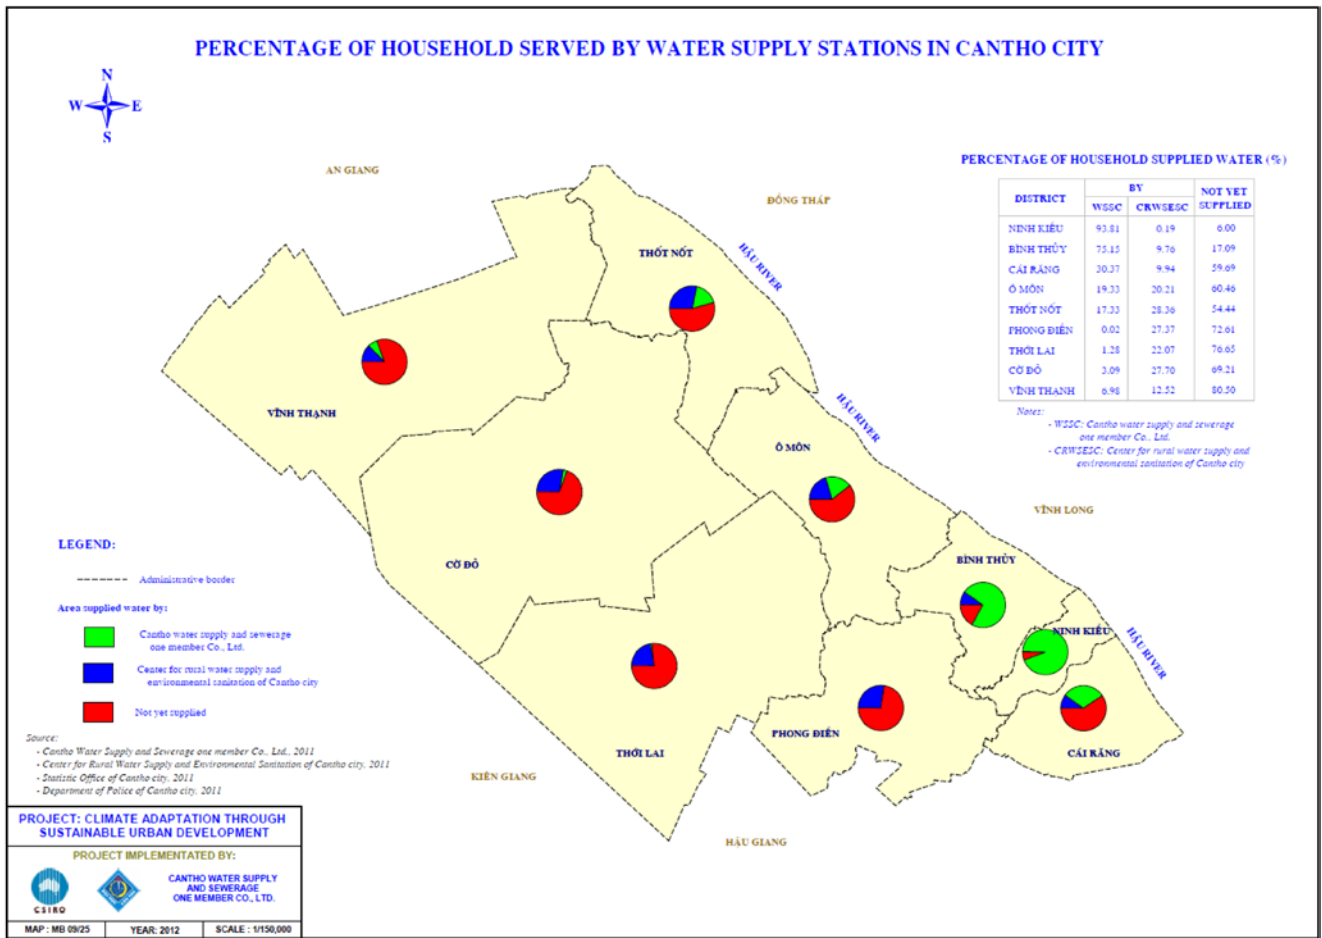 PERCENTAGE OF HOUSEHOLD SERVED BY WATER SUPPLY STATIONS IN CANTHO CITY
N
W E
S
AN GIANG
ĐỒNG THÁP
HẬU RIVER
THỐT NỐT
VĨNH THẠNH
HẬU RIVER
Ô MÔN
VĨNH LONG
CỜ ĐỎ
BÌNH THỦY
NINH KIỀU
HẬU RIVER
THỚI LAI
PHONG ĐIỀN
CÁI RĂNG
KIÊN GIANG
HẬU GIANG
PERCENTAGE OF HOUSEHOLD SUPPLIED WATER (%)
DISTRICT BY NOT YET SUPPLIED
WSSC CRWSESC
NINH KIỀU 93.81 0.19 6.00
BÌNH THỦY 75.15 9.76 17.09
CÁI RĂNG 30.37 9.94 59.69
Ô MÔN 19.33 20.21 60.46
THỐT NỐT 17.33 28.36 54.44
PHONG ĐIỀN 0.02 27.37 72.61
THỚI LAI 1.28 22.07 76.65
CỜ ĐỎ 3.09 27.70 69.21
VĨNH THẠNH 6.98 12.52 80.50
Notes:
- WSSC: Cantho water supply and sewerage
one member Co., Ltd.
- CRWSESC: Center for rural water supply and
environmental sanitation of Cantho city
LEGEND:
Administrative border
Area supplied water by:
Cantho water supply and sewerage
one member Co., Ltd.
Center for rural water supply and
environmental sanitation of Cantho city
Not yet supplied
Source:
- Cantho Water Supply and Sewerage one member Co., Ltd., 2011
- Center for Rural Water Supply and Environmental Sanitation of Cantho city, 2011
- Statistic Office of Cantho city, 2011
- Department of Police of Cantho city, 2011
PROJECT: CLIMATE ADAPTATION THROUGH
SUSTAINABLE URBAN DEVELOPMENT
PROJECT IMPLEMENTATED BY:
CSIRO
CANTHO WATER SUPPLY
AND SEWERAGE
ONE MEMBER CO., LTD.
MAP : MB 09/25 YEAR: 2012 SCALE : 1/150,000